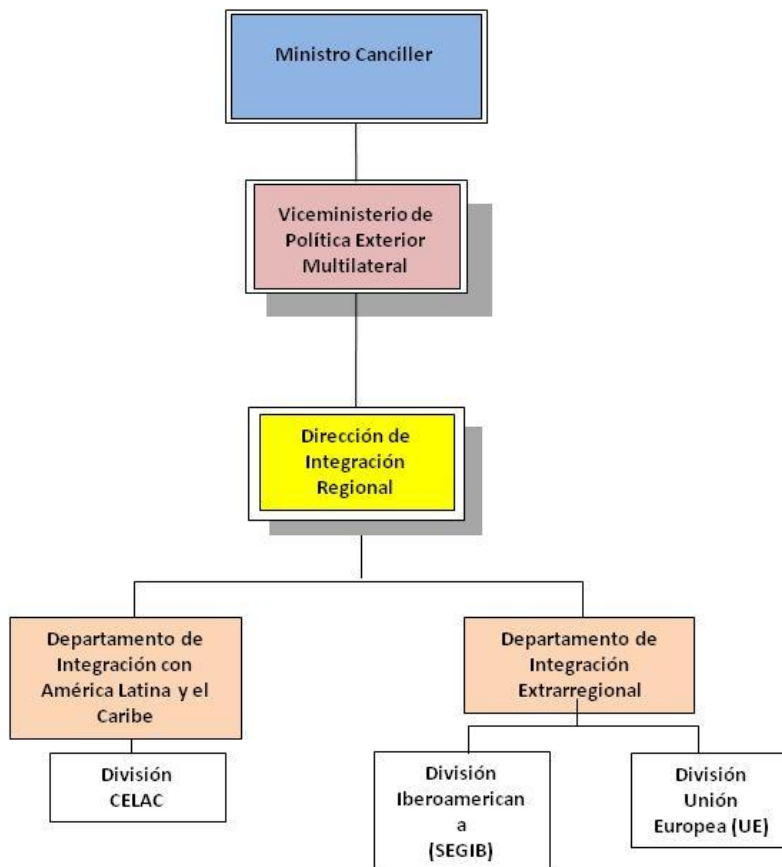 Ministro Canciller
Viceministerio de
Política Exterior
Multilateral
Dirección de
Integración
Regional
Departamento de
Integración con
América Latina y el
Caribe
Departamento de
Integración
Extrarregional
División
CELAC
División
Iberoamerican
a
(SEGIB)
División
Unión
Europea (UE)